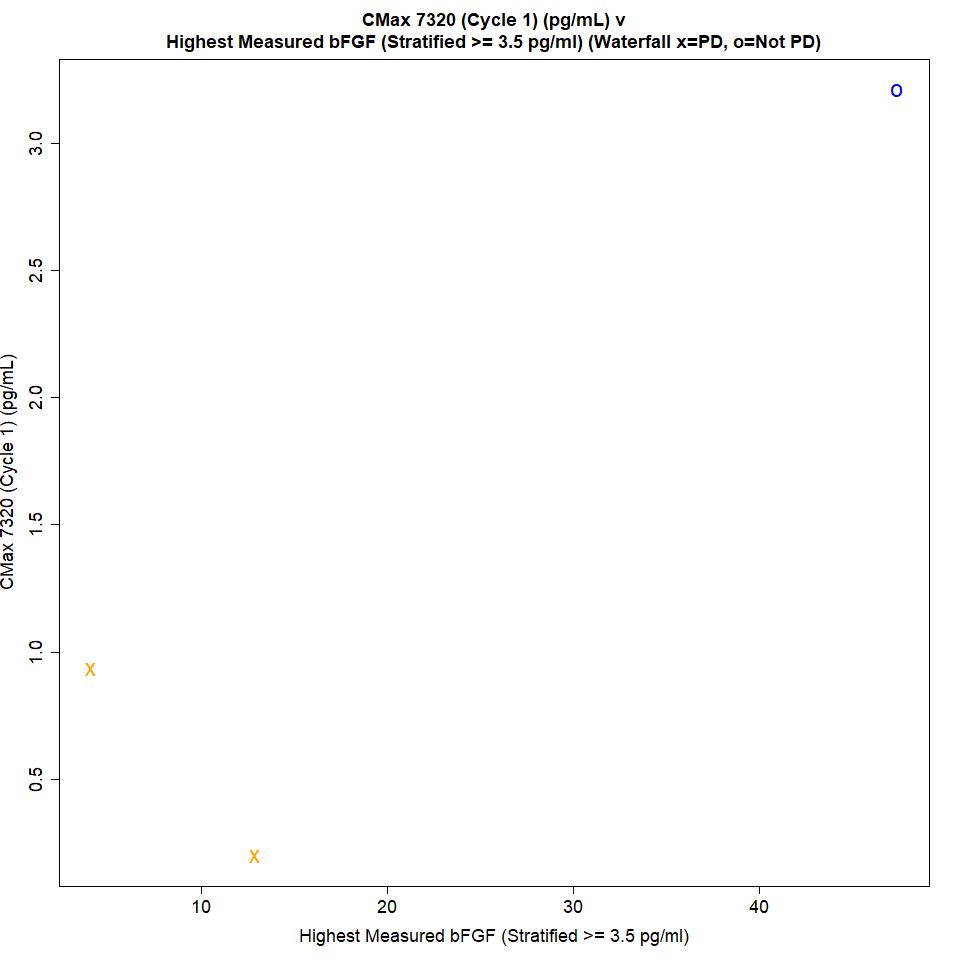 CMax 7320 (Cycle 1) (pg/mL) v
Highest Measured bFGF (Stratified >= 3.5 pg/ml) (Waterfall x=PD, o=Not PD)
CMax 7320 (Cycle 1) (pg/mL)
3.0
2.5
2.0
1.5
1.0
0.5
o
x
x
10 20 30 40
Highest Measured bFGF (Stratified >= 3.5 pg/ml)